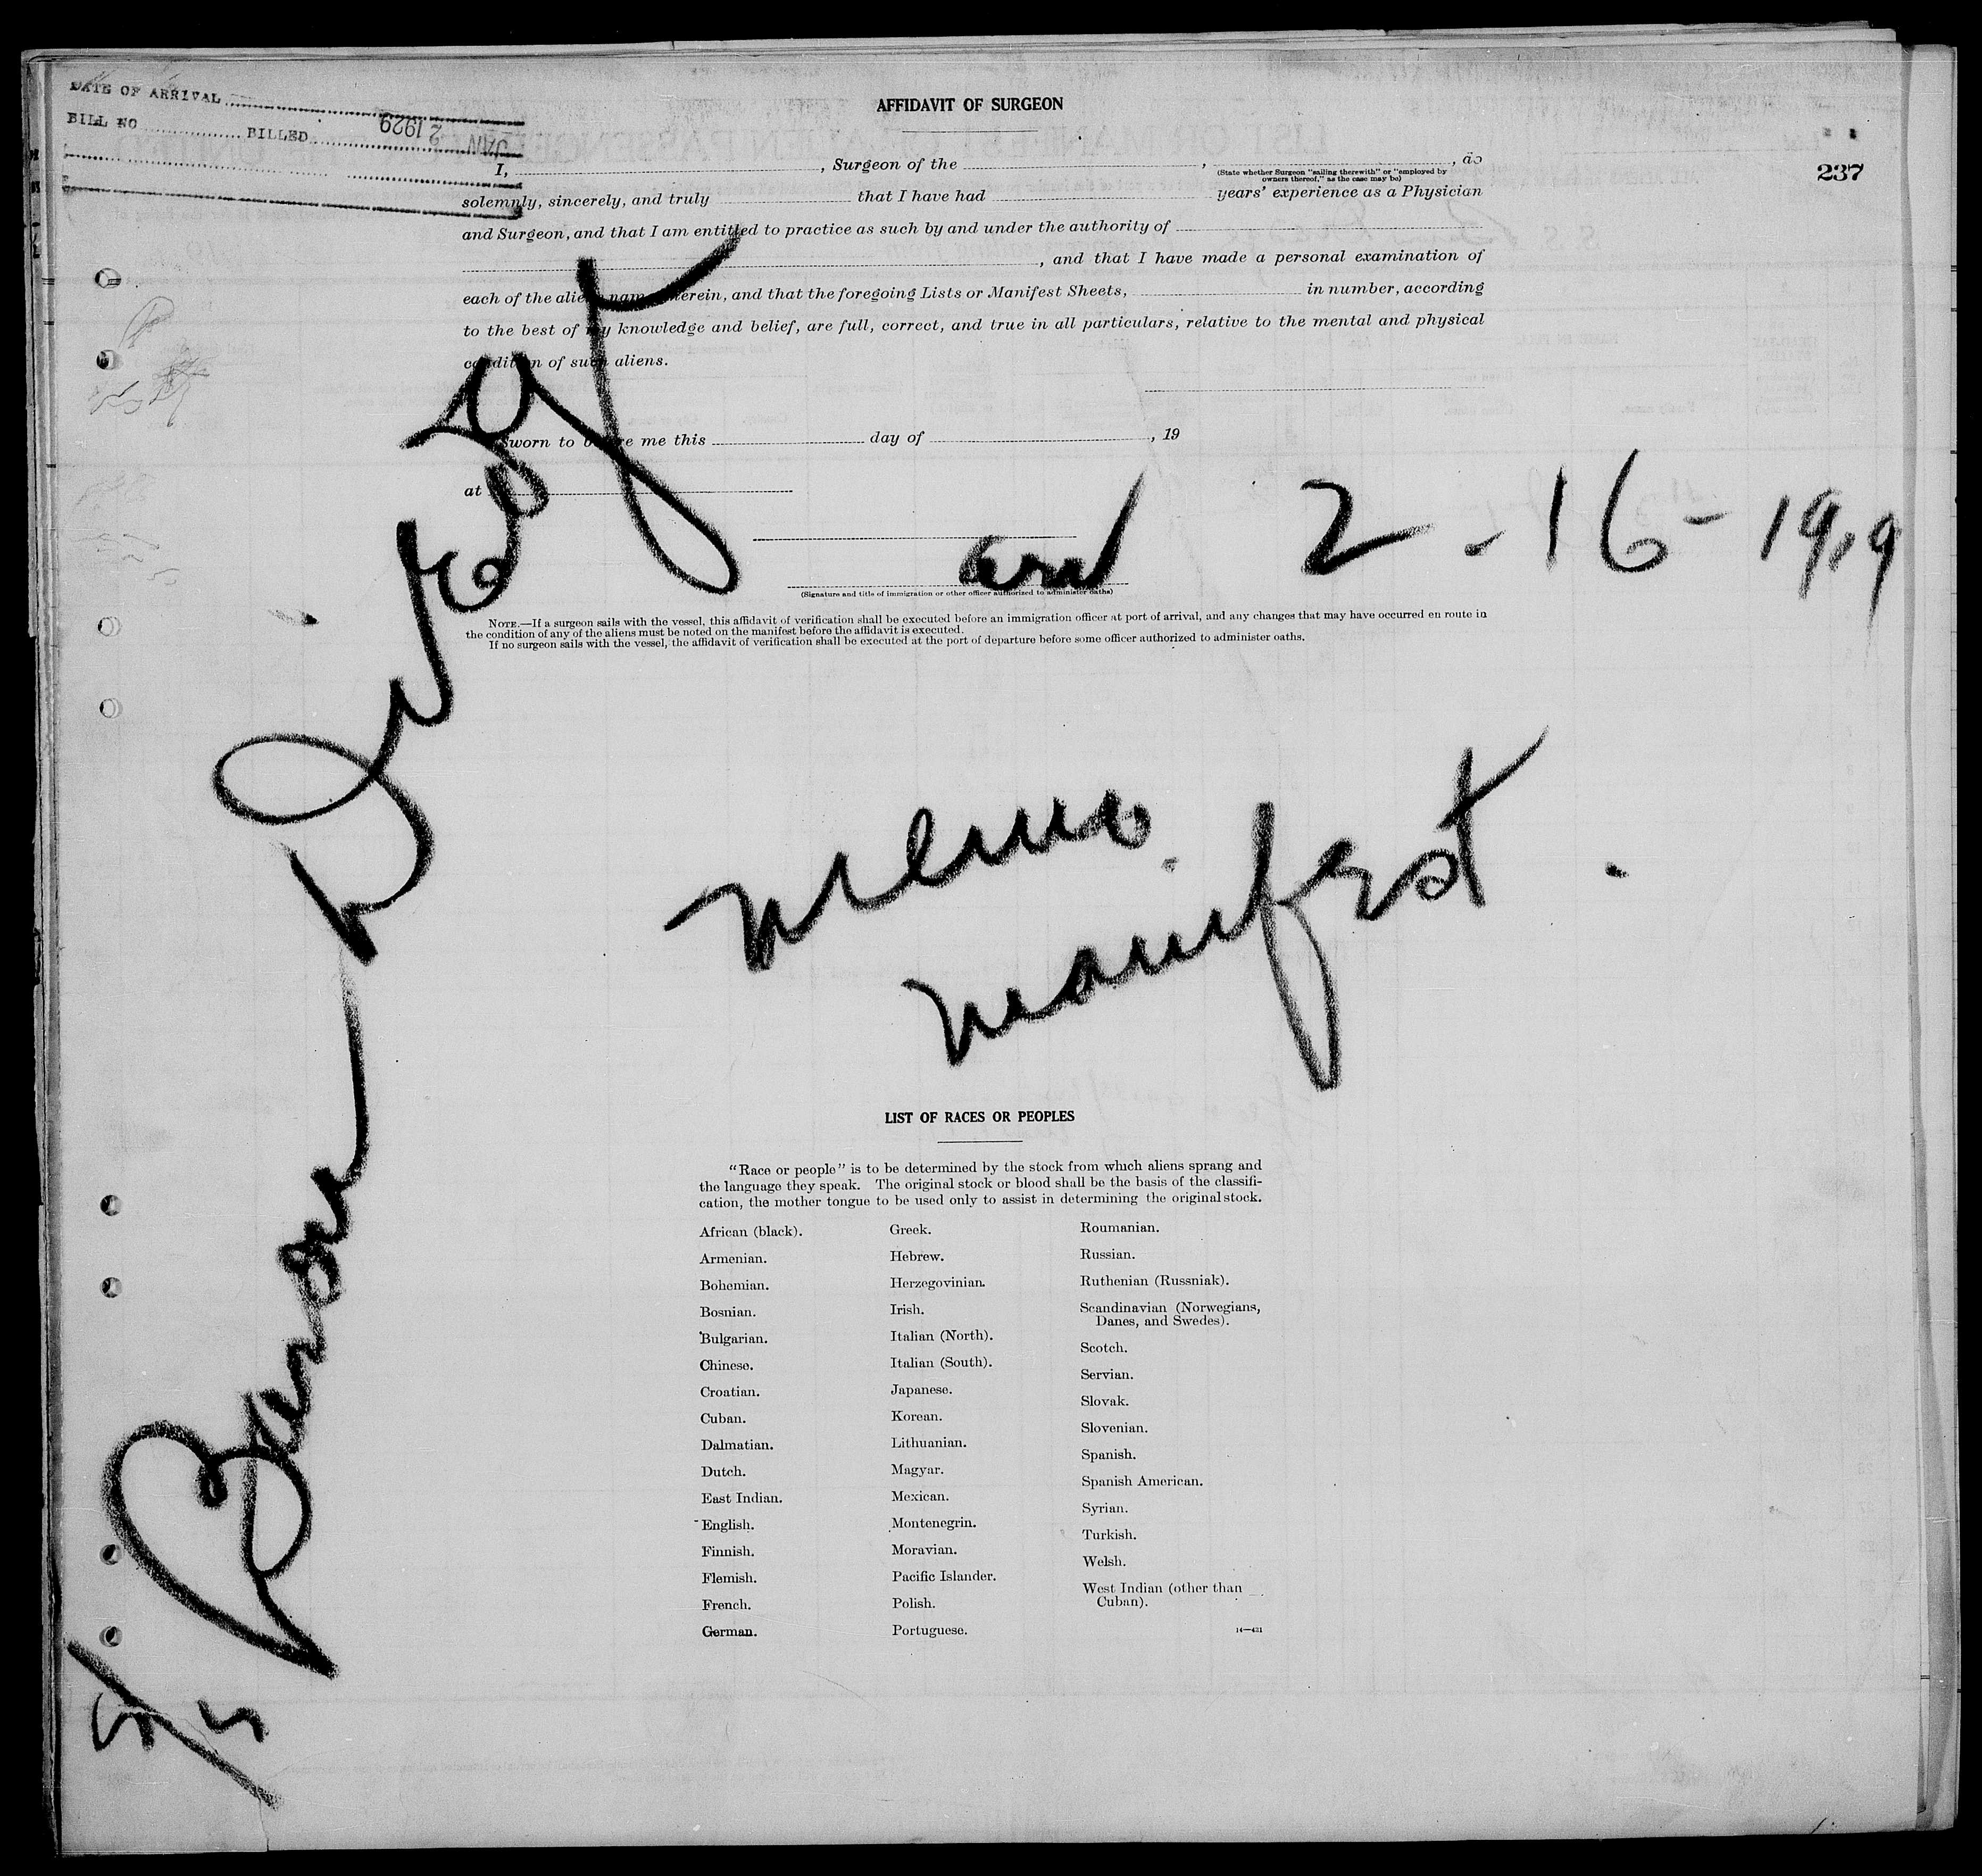 DATE OF ARRIVAL
BILL NO BILLED
JAN 2 1929
237
AFFIDAVIT OF SURGEON
I, , Surgeon of the , , do
(State whether Surgeon "sailing therewith" or "employed by
owners thereof," as the case may be)
solemnly, sincerely, and truly that I have had years' experience as a Physician
and Surgeon, and that I am entitled to practice as such by and under the authority of
, and that I have made a personal examination of
each of the aliens named herein, and that the foregoing Lists or Manifest Sheets, in number, according
to the best of my knowledge and belief, are full, correct, and true in all particulars, relative to the mental and physical
condition of such aliens.
Sworn to before me this day of , 19
at
(Signature and title of immigration or other officer authorized to administer oaths)
NOTE.—If a surgeon sails with the vessel, this affidavit of verification shall be executed before an immigration officer at port of arrival, and any changes that may have occurred en route in
the condition of any of the aliens must be noted on the manifest before the affidavit is executed.
If no surgeon sails with the vessel, the affidavit of verification shall be executed at the port of departure before some officer authorized to administer oaths.
2-16-1919
Baron
memo.
manifest
LIST OF RACES OR PEOPLES
"Race or people" is to be determined by the stock from which aliens sprang and
the language they speak. The original stock or blood shall be the basis of the classifi-
cation, the mother tongue to be used only to assist in determining the original stock.
African (black).
Armenian.
Bohemian.
Bosnian.
Bulgarian.
Chinese.
Croatian.
Cuban.
Dalmatian.
Dutch.
East Indian.
English.
Finnish.
Flemish.
French.
German.
Greek.
Hebrew.
Herzegovinian.
Irish.
Italian (North).
Italian (South).
Japanese.
Korean.
Lithuanian.
Magyar.
Mexican.
Montenegrin.
Moravian.
Pacific Islander.
Polish.
Portuguese.
Roumanian.
Russian.
Ruthenian (Russniak).
Scandinavian (Norwegians,
Danes, and Swedes).
Scotch.
Servian.
Slovak.
Slovenian.
Spanish.
Spanish American.
Syrian.
Turkish.
Welsh.
West Indian (other than
Cuban).
14—421